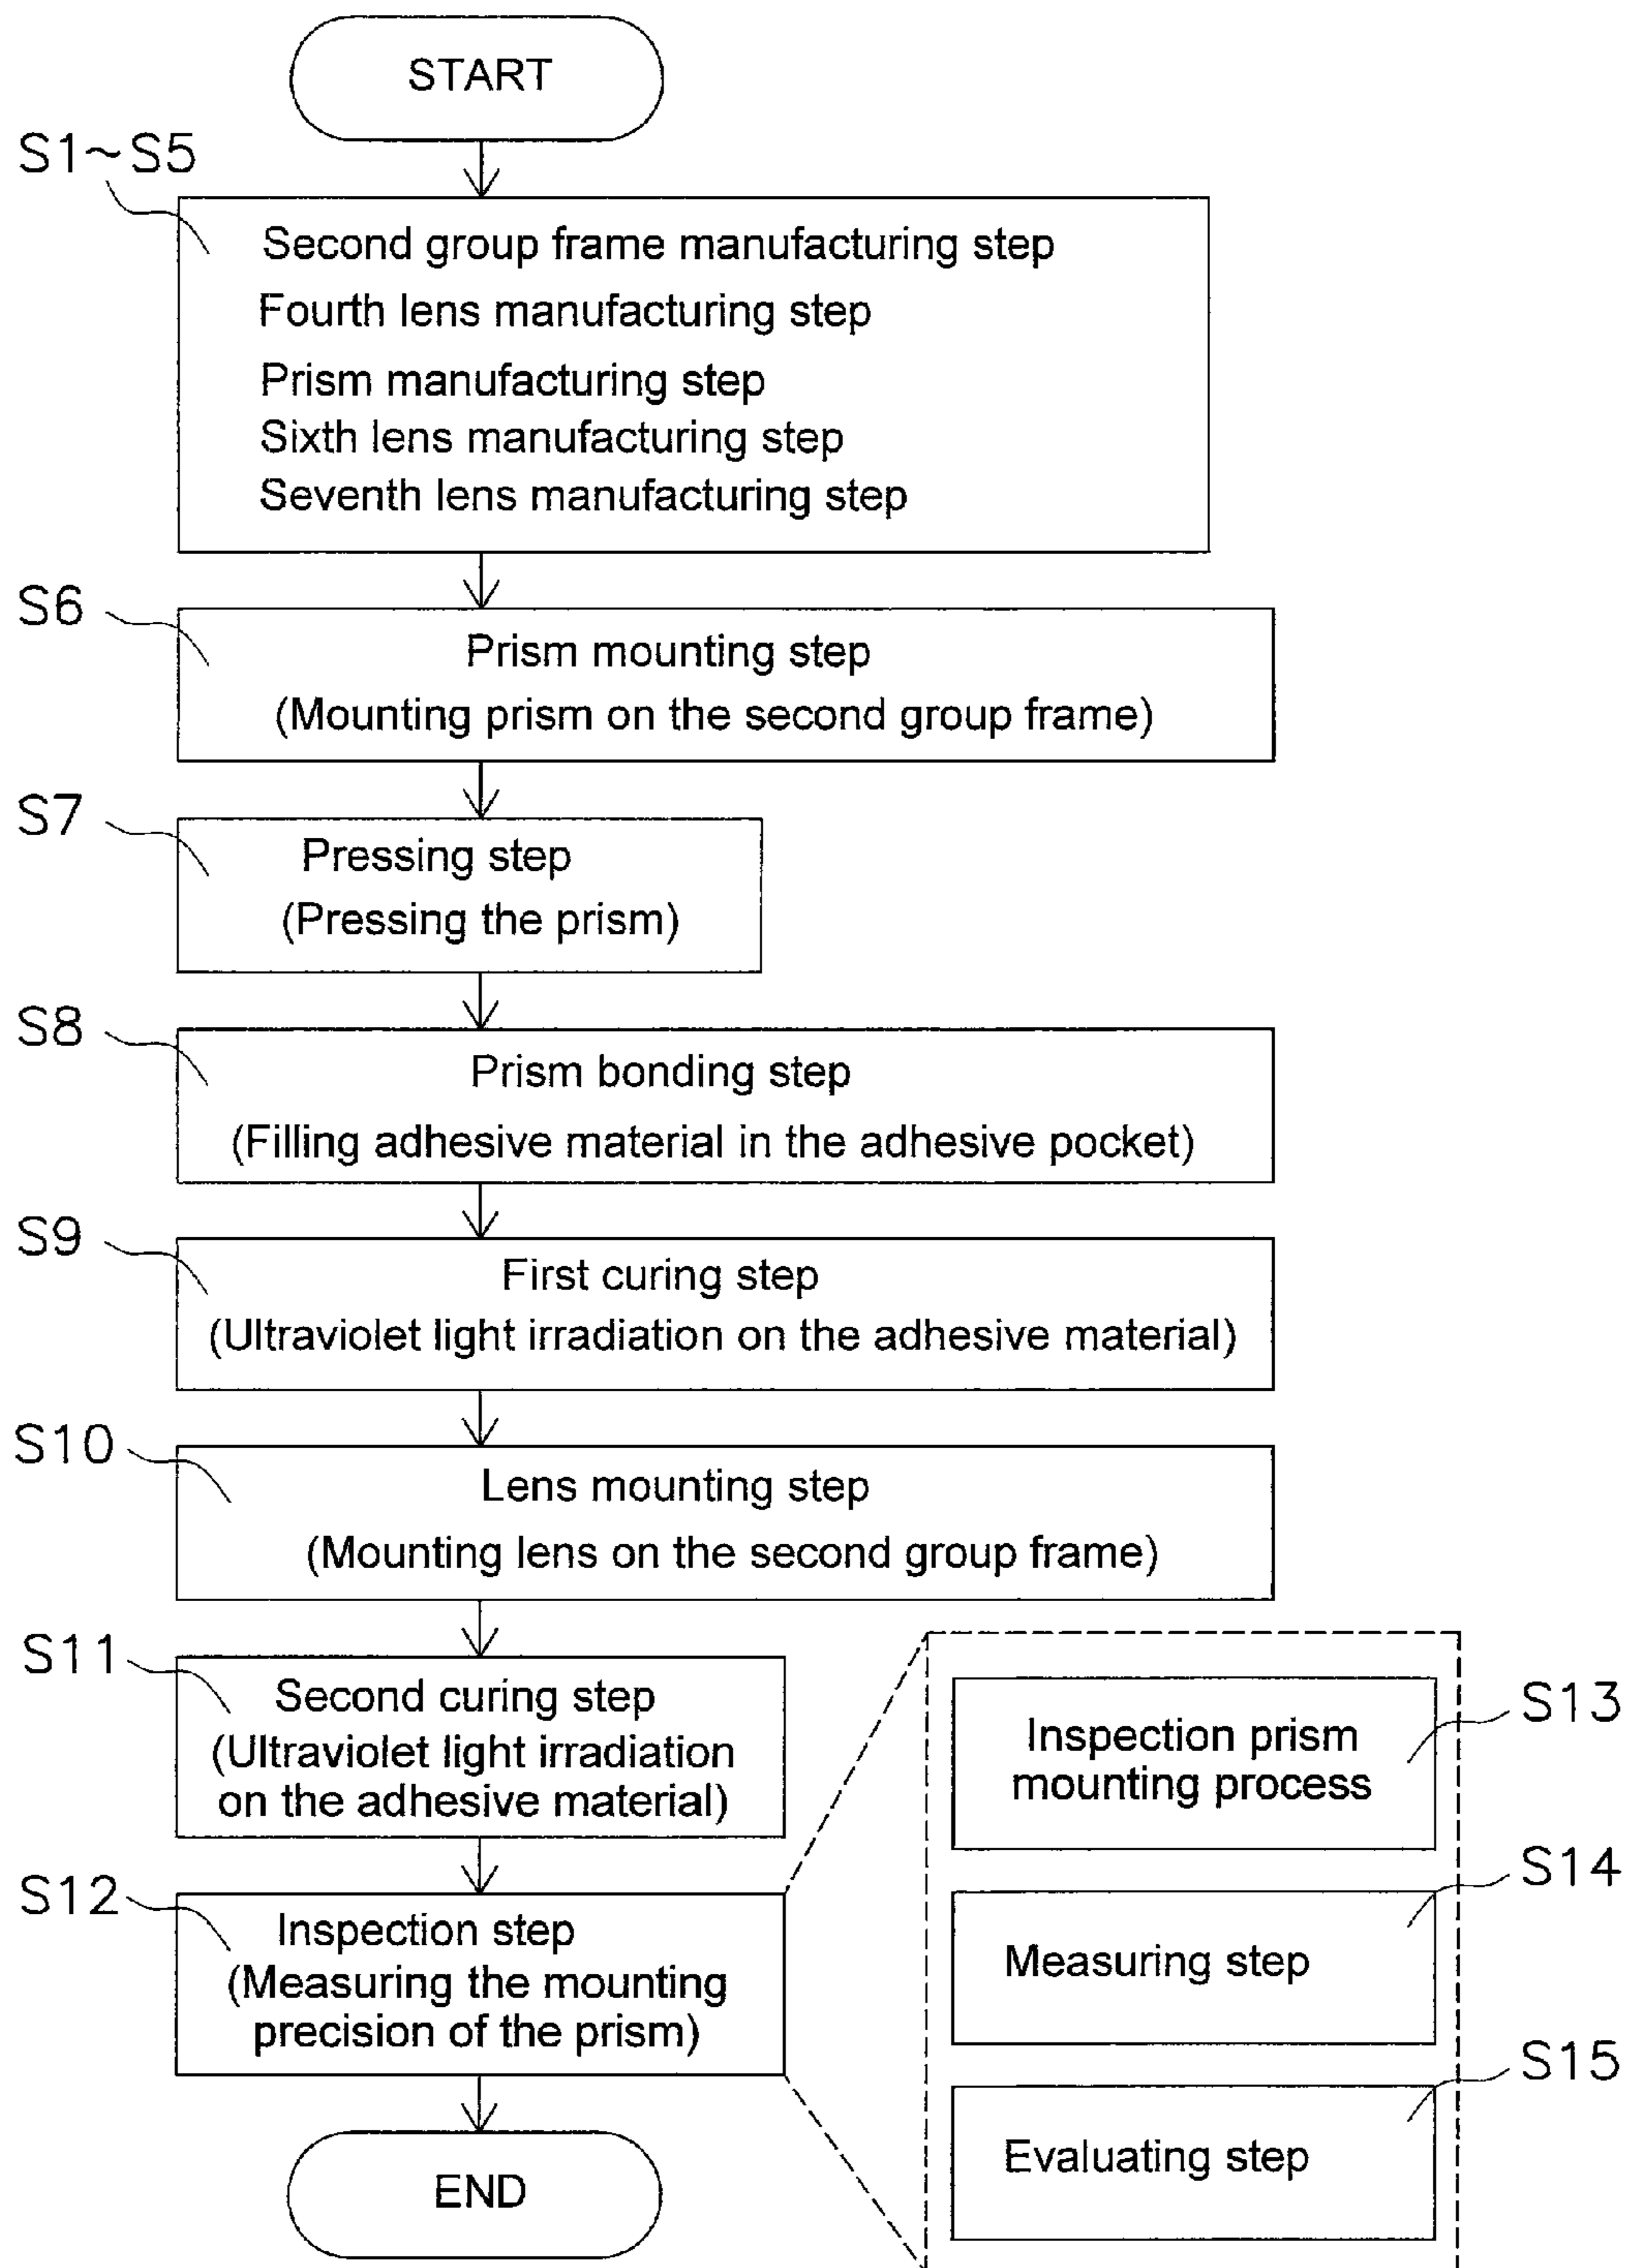 START
S1~S5
Second group frame manufacturing step
Fourth lens manufacturing step
Prism manufacturing step
Sixth lens manufacturing step
Seventh lens manufacturing step
S6
Prism mounting step
(Mounting prism on the second group frame)
S7
Pressing step
(Pressing the prism)
S8
Prism bonding step
(Filling adhesive material in the adhesive pocket)
S9
First curing step
(Ultraviolet light irradiation on the adhesive material)
S10
Lens mounting step
(Mounting lens on the second group frame)
S11
Second curing step
(Ultraviolet light irradiation
on the adhesive material)
S12
Inspection step
(Measuring the mounting
precision of the prism)
END
S13
Inspection prism
mounting process
S14
Measuring step
S15
Evaluating step